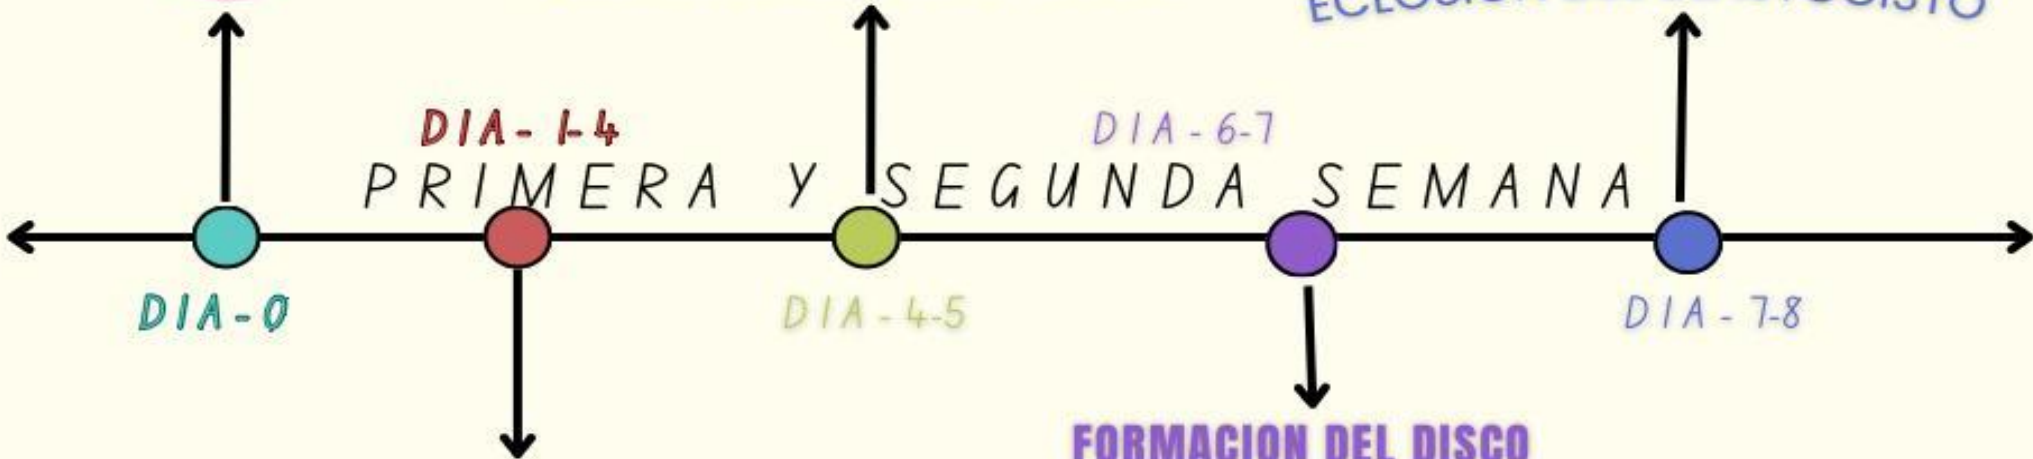 DIA- 1-4
DIA - 6-7
PRIMERA Y SEGUNDA SEMANA
DIA-0
DIA - 4-5
DIA - 7-8
FORMACION DEL DISCO